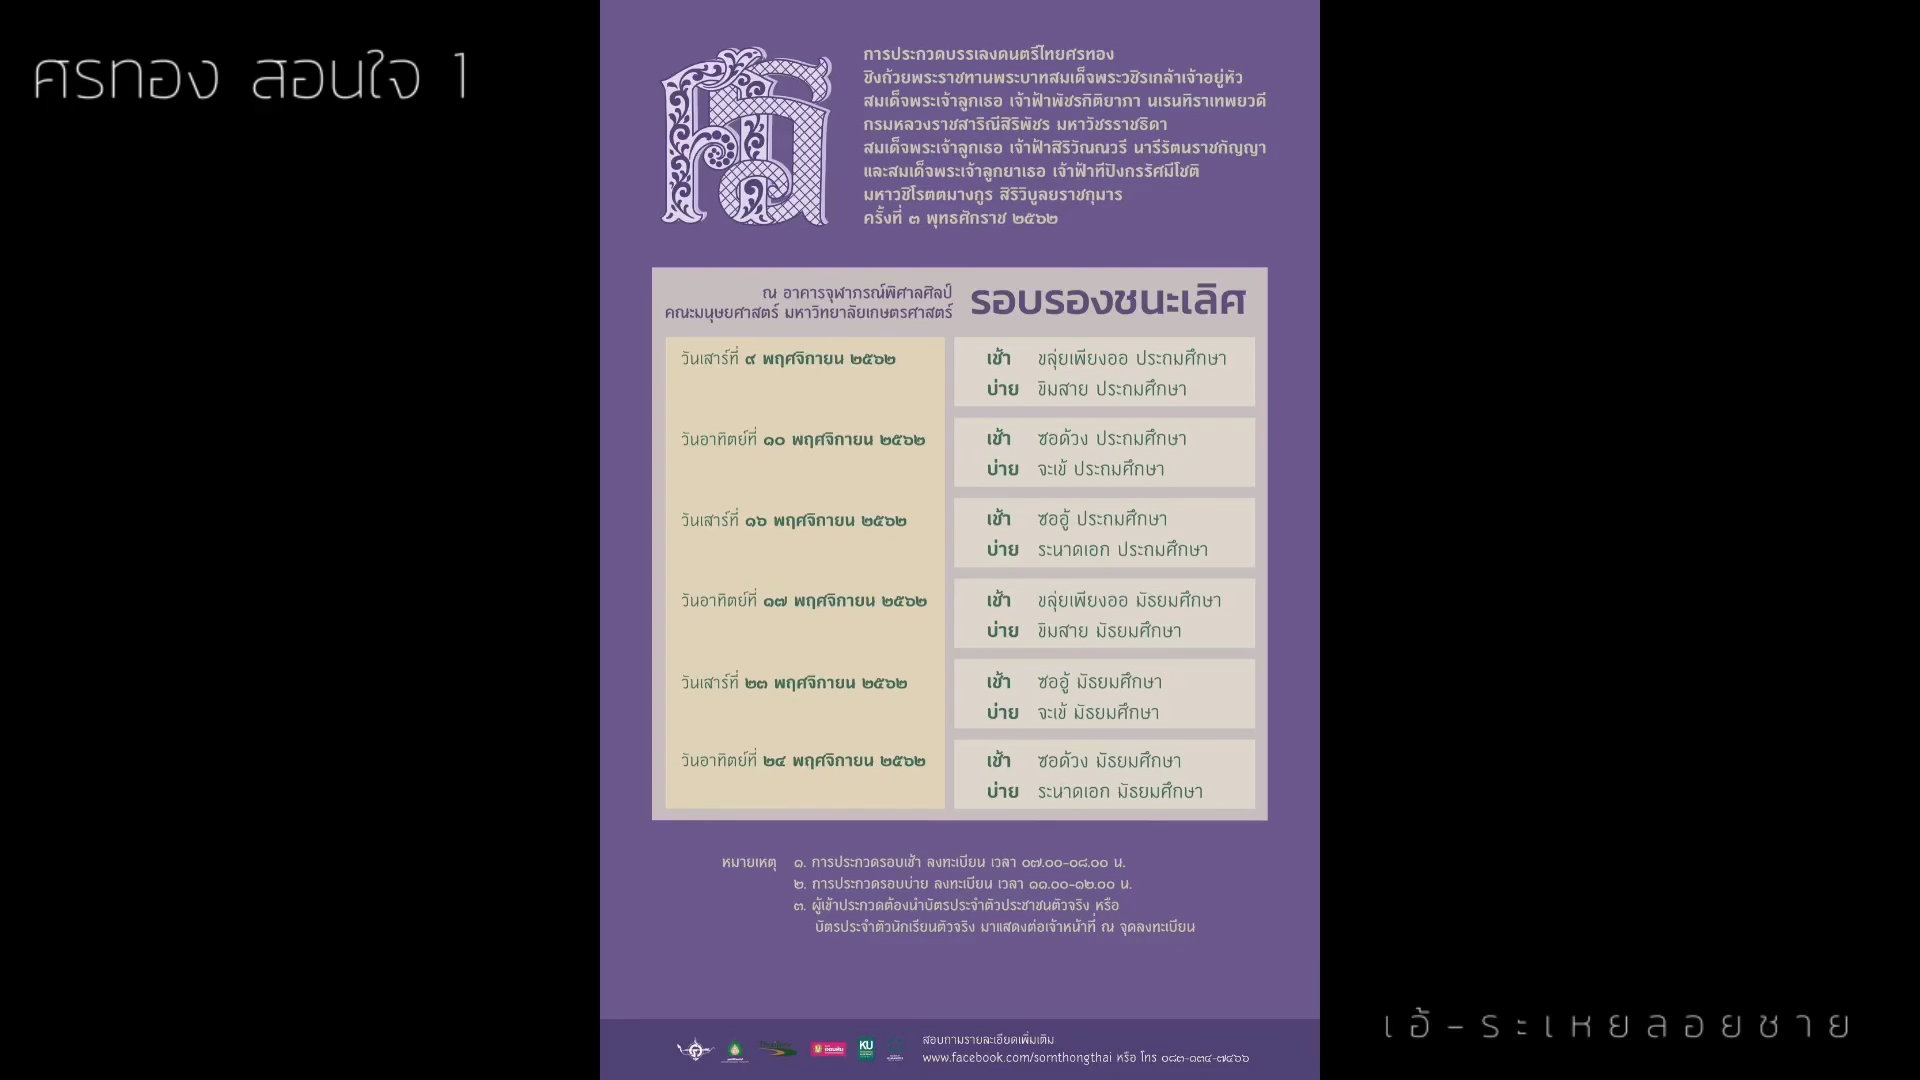 ศรทอง สอนใจ 1
การประกวดบรรเลงดนตรีไทยศรทอง
ชิงถ้วยพระราชทานพระบาทสมเด็จพระวชิรเกล้าเจ้าอยู่หัว
สมเด็จพระเจ้าลูกเธอ เจ้าฟ้าพัชรกิติยาภา นเรนทิราเทพยวดี
กรมหลวงราชสาริณีสิริพัชร มหาวัชรราชธิดา
สมเด็จพระเจ้าลูกเธอ เจ้าฟ้าสิริวัณณวรี นารีรัตนราชกัญญา
และสมเด็จพระเจ้าลูกยาเธอ เจ้าฟ้าทีปังกรรัศมีโชติ
มหาวชิโรตตมางกูร สิริวิบูลยราชกุมาร
ครั้งที่ ๓ พุทธศักราช ๒๕๖๒
ณ อาคารจุฬาภรณ์พิศาลศิลป์
คณะมนุษยศาสตร์ มหาวิทยาลัยเกษตรศาสตร์
รอบรองชนะเลิศ
วันเสาร์ที่ ๙ พฤศจิกายน ๒๕๖๒
เช้า ขลุ่ยเพียงออ ประถมศึกษา
บ่าย ขิมสาย ประถมศึกษา
วันอาทิตย์ที่ ๑๐ พฤศจิกายน ๒๕๖๒
เช้า ซอด้วง ประถมศึกษา
บ่าย จะเข้ ประถมศึกษา
วันเสาร์ที่ ๑๖ พฤศจิกายน ๒๕๖๒
เช้า ซออู้ ประถมศึกษา
บ่าย ระนาดเอก ประถมศึกษา
วันอาทิตย์ที่ ๑๗ พฤศจิกายน ๒๕๖๒
เช้า ขลุ่ยเพียงออ มัธยมศึกษา
บ่าย ขิมสาย มัธยมศึกษา
วันเสาร์ที่ ๒๓ พฤศจิกายน ๒๕๖๒
เช้า ซออู้ มัธยมศึกษา
บ่าย จะเข้ มัธยมศึกษา
วันอาทิตย์ที่ ๒๔ พฤศจิกายน ๒๕๖๒
เช้า ซอด้วง มัธยมศึกษา
บ่าย ระนาดเอก มัธยมศึกษา
หมายเหตุ ๑. การประกวดรอบเช้า ลงทะเบียน เวลา ๐๗.๐๐-๐๘.๐๐ น.
๒. การประกวดรอบบ่าย ลงทะเบียน เวลา ๑๑.๐๐-๑๒.๐๐ น.
๓. ผู้เข้าประกวดต้องนำบัตรประจำตัวประชาชนตัวจริง หรือ
บัตรประจำตัวนักเรียนตัวจริง มาแสดงต่อเจ้าหน้าที่ ณ จุดลงทะเบียน
KU
สอบถามรายละเอียดเพิ่มเติม
www.facebook.com/sornthongthai หรือ โทร ๐๘๓-๑๓๔-๗๔๖๖
เอ้-ระเหยลอยชาย